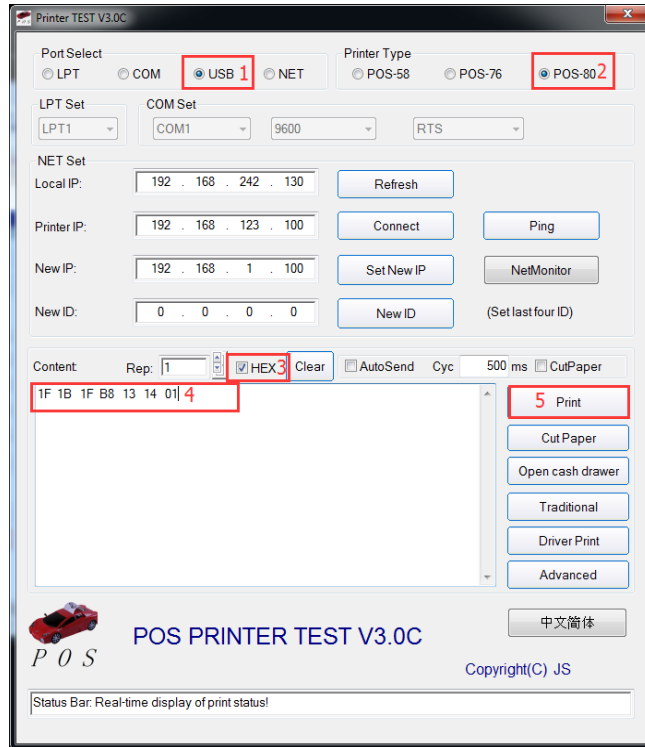 Printer TEST V3.0C
Port Select
LPT COM USB 1 NET
Printer Type
POS-58 POS-76 POS-80 2
LPT Set
LPT1
COM Set
COM1 9600 RTS
NET Set
Local IP: 192 . 168 . 242 . 130 Refresh
Printer IP: 192 . 168 . 123 . 100 Connect Ping
New IP: 192 . 168 . 1 . 100 Set New IP NetMonitor
New ID: 0 . 0 . 0 . 0 New ID (Set last four ID)
Content: Rep: 1 HEX 3 Clear AutoSend Cyc 500 ms CutPaper
1F 1B 1F B8 13 14 01 4
5 Print
Cut Paper
Open cash drawer
Traditional
Driver Print
Advanced
中文简体
POS
POS PRINTER TEST V3.0C
Copyright(C) JS
Status Bar: Real-time display of print status!